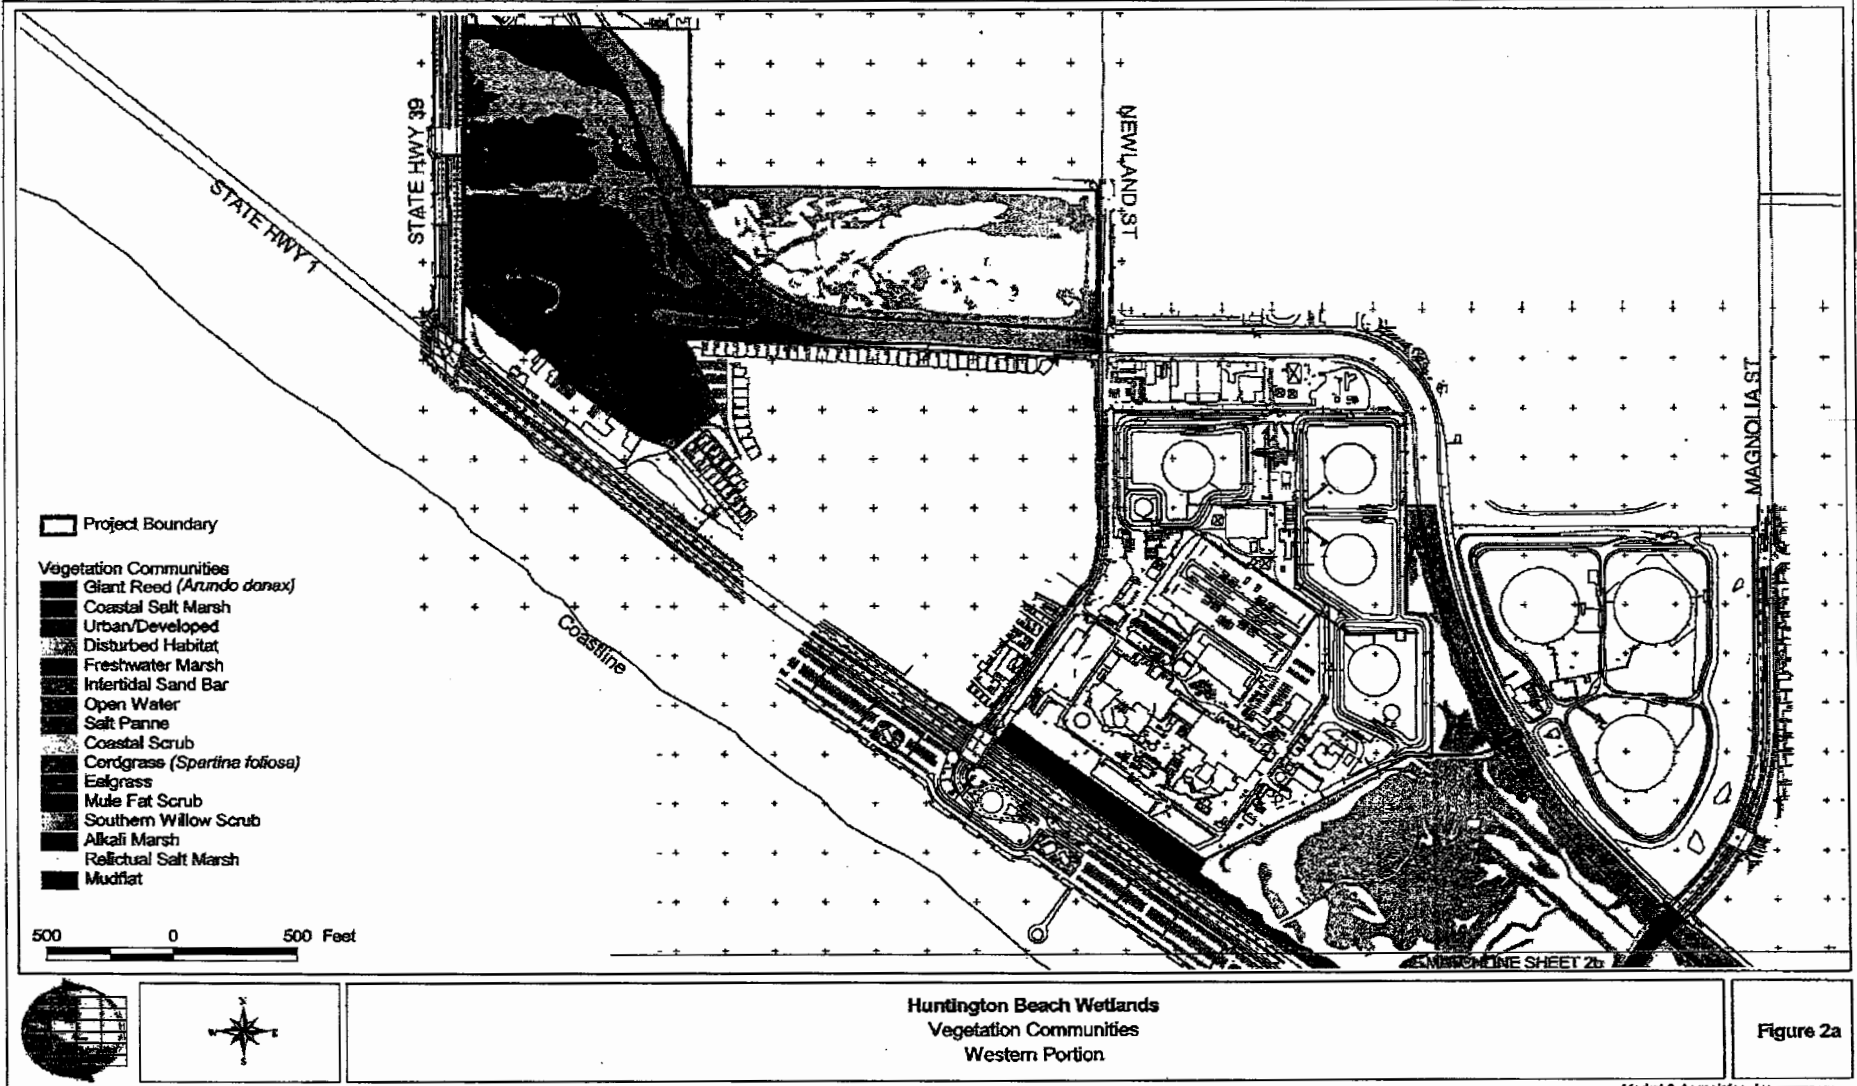 STATE HWY 39
NEWLAND ST
STATE HWY 1
MAGNOLIA ST
Coastline
Project Boundary
Vegetation Communities
Giant Reed (Arundo donax)
Coastal Salt Marsh
Urban/Developed
Disturbed Habitat
Freshwater Marsh
Intertidal Sand Bar
Open Water
Salt Panne
Coastal Scrub
Cordgrass (Spartina foliosa)
Eelgrass
Mule Fat Scrub
Southern Willow Scrub
Alkali Marsh
Relictual Salt Marsh
Mudflat
500 0 500 Feet
MATCHLINE SHEET 2b
N
W E
S
Huntington Beach Wetlands
Vegetation Communities
Western Portion
Figure 2a